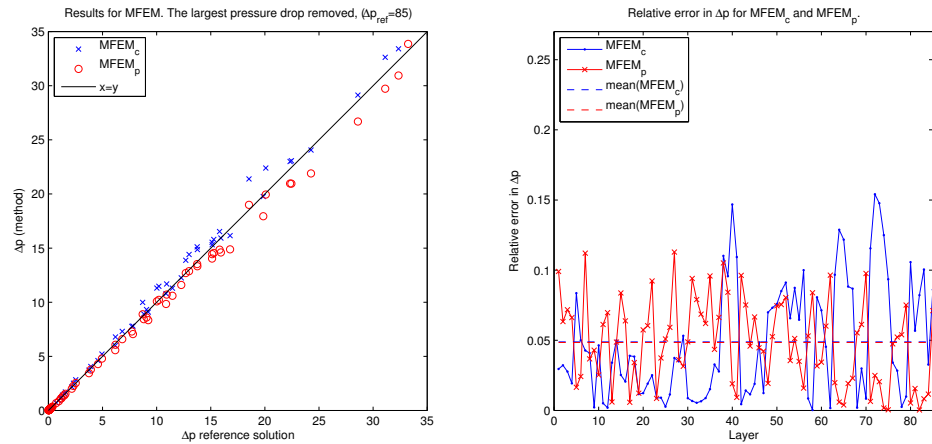 Results for MFEM. The largest pressure drop removed, (Δp_ref=85)
35
30
25
20
15
10
5
0
Δp (method)
MFEM_c
MFEM_p
x=y
0 5 10 15 20 25 30 35
Δp reference solution
Relative error in Δp for MFEM_c and MFEM_p.
0.25
0.2
0.15
0.1
0.05
0
Relative error in Δp
MFEM_c
MFEM_p
mean(MFEM_c)
mean(MFEM_p)
0 10 20 30 40 50 60 70 80
Layer